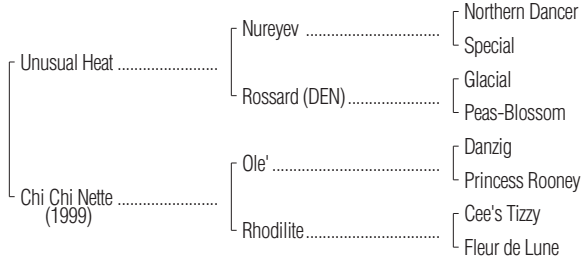 Northern Dancer
Nureyev ........................................
Special
Unusual Heat ........................
Glacial
Rossard (DEN) ............................
Peas-Blossom
Danzig
Ole' ...................................................
Princess Rooney
Chi Chi Nette ........................
(1999)
Cee's Tizzy
Rhodilite ........................................
Fleur de Lune